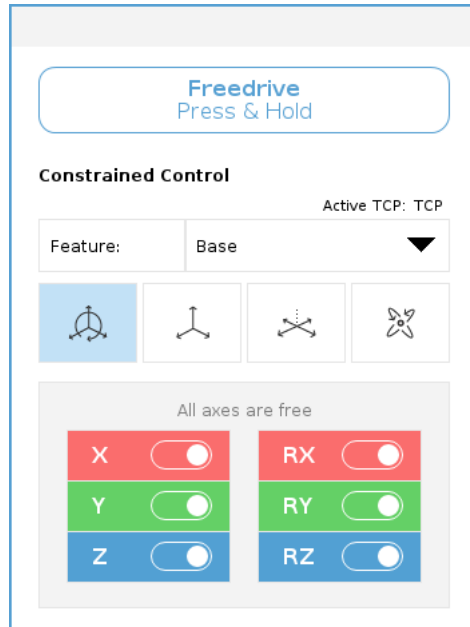 Freedrive
Press & Hold
Constrained Control
Active TCP: TCP
Feature: Base
All axes are free
X RX
Y RY
Z RZ